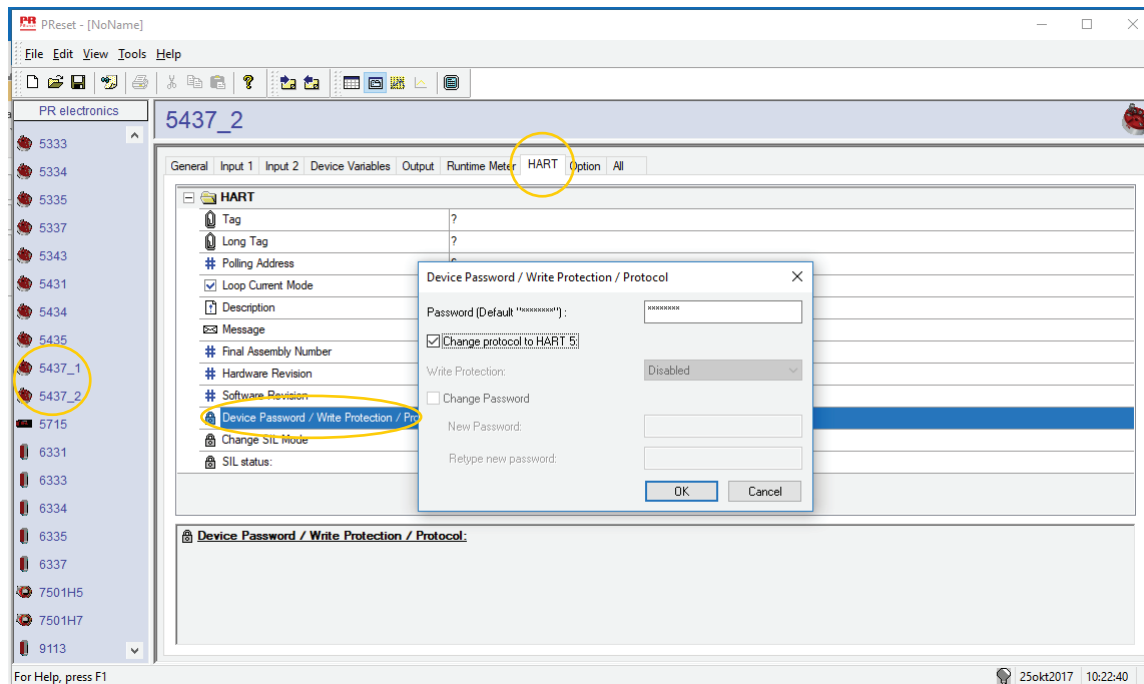 PR PReset - [NoName]
File Edit View Tools Help
PR electronics
5437_2
5333
5334
5335
5337
5343
5431
5434
5435
5437_1
5437_2
5715
6331
6333
6334
6335
6337
7501H5
7501H7
9113
General Input 1 Input 2 Device Variables Output Runtime Meter HART Option All
HART
Tag ?
Long Tag ?
Polling Address
Loop Current Mode
Description
Message
Final Assembly Number
Hardware Revision
Software Revision
Device Password / Write Protection / Pro
Change SIL Mode
SIL status:
Device Password / Write Protection / Protocol
Password (Default "********") : ********
Change protocol to HART 5:
Write Protection: Disabled
Change Password
New Password:
Retype new password:
OK Cancel
Device Password / Write Protection / Protocol:
For Help, press F1 25okt2017 10:22:40